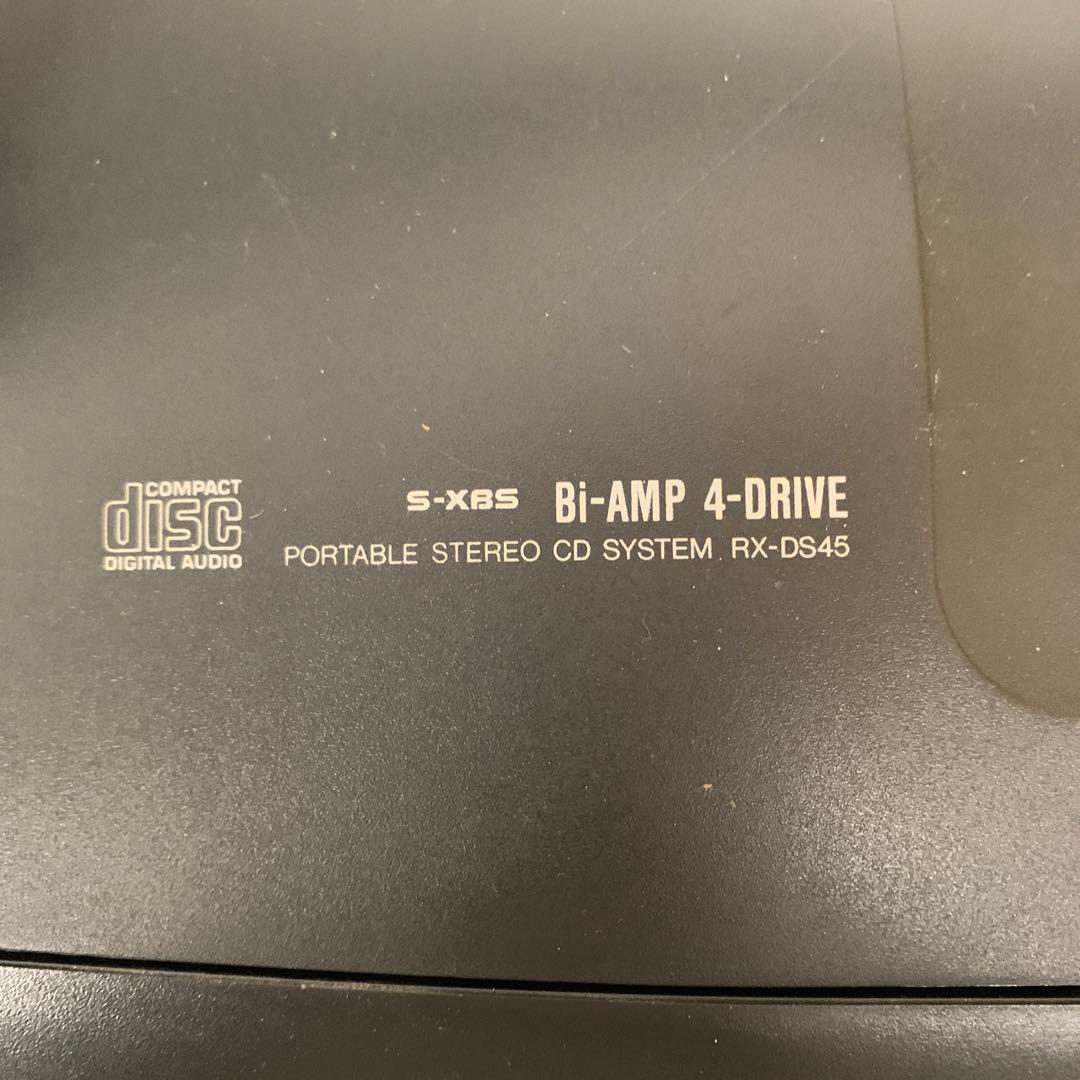 COMPACT
disc
DIGITAL AUDIO
S-XBS Bi-AMP 4-DRIVE
PORTABLE STEREO CD SYSTEM RX-DS45